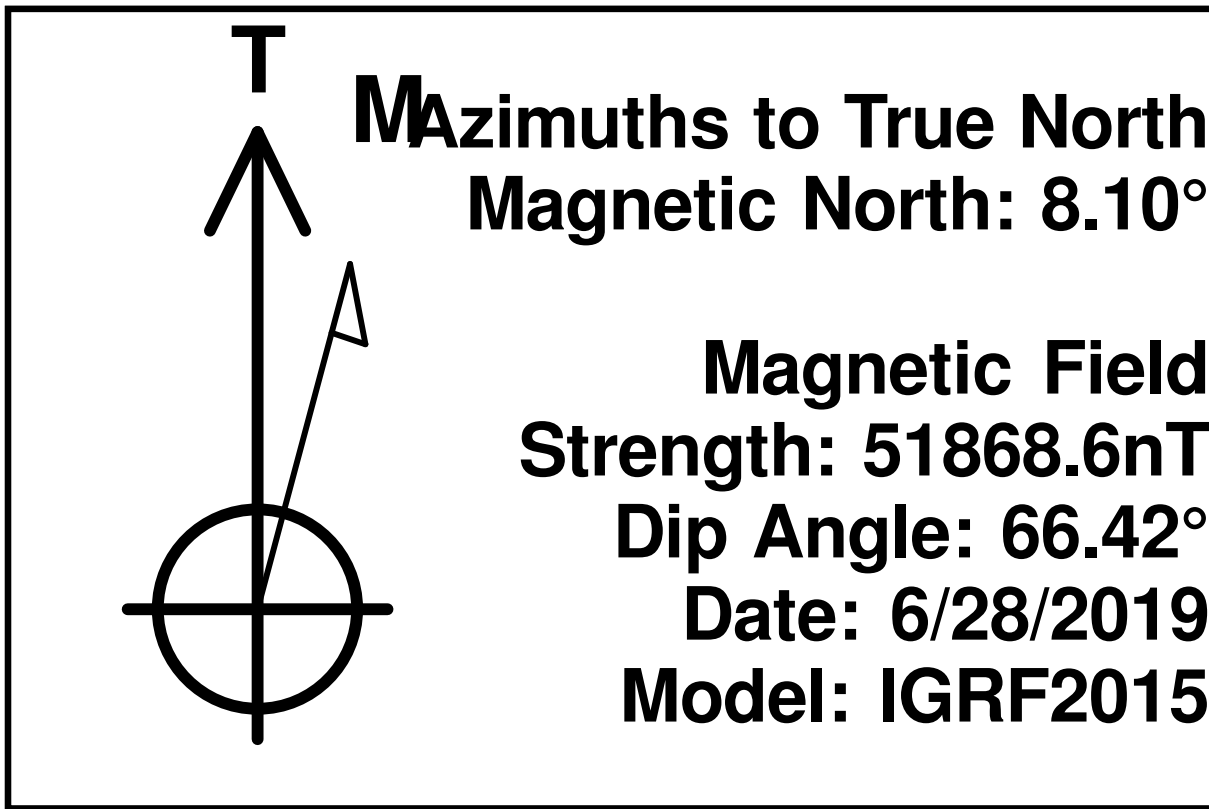 T
M
Azimuths to True North
Magnetic North: 8.10°
Magnetic Field
Strength: 51868.6nT
Dip Angle: 66.42°
Date: 6/28/2019
Model: IGRF2015